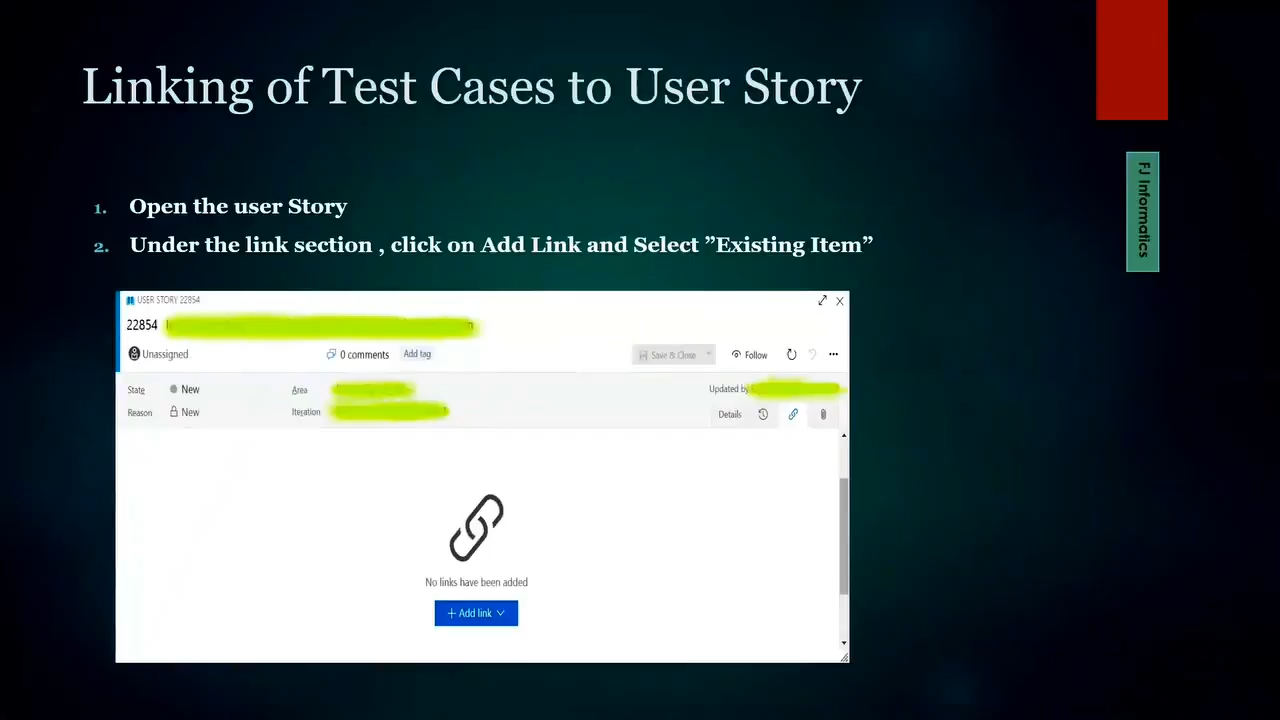 Linking of Test Cases to User Story
FJ Informatics
1. Open the user Story
2. Under the link section , click on Add Link and Select ”Existing Item”
USER STORY 22854
22854
Unassigned
0 comments
Add tag
Save & Close
Follow
State
New
Area
Updated by
Reason
New
Iteration
Details
No links have been added
+ Add link